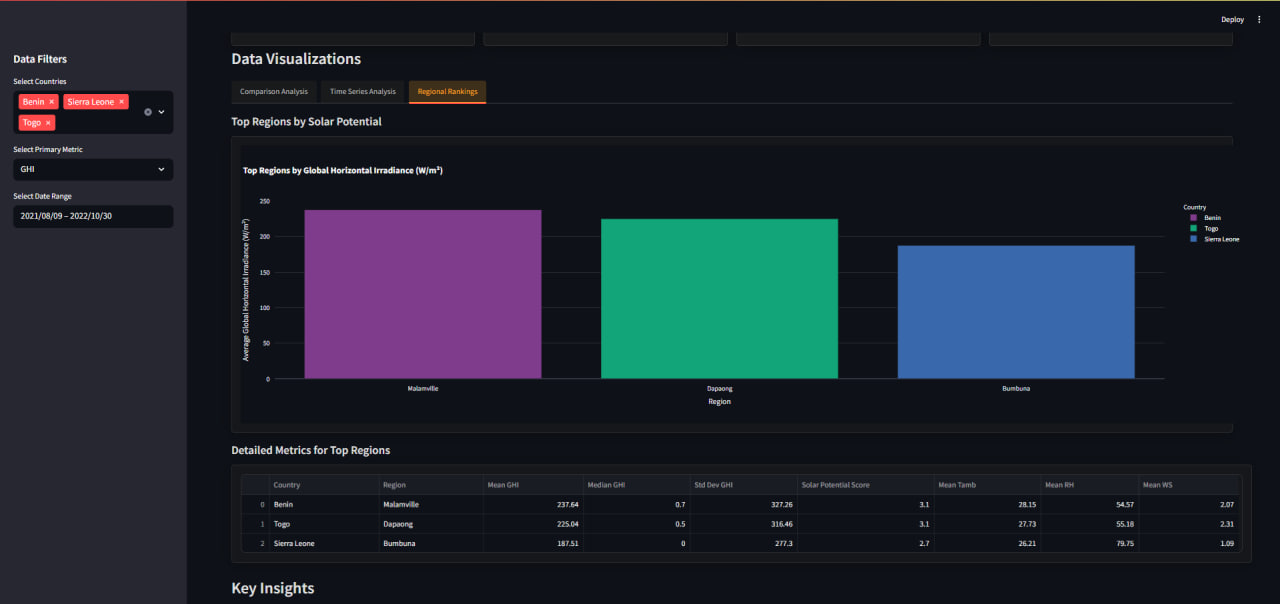 Deploy
Data Filters
Select Countries
Benin × Sierra Leone ×
Togo ×
Select Primary Metric
GHI
Select Date Range
2021/08/09 – 2022/10/30
Data Visualizations
Comparison Analysis Time Series Analysis Regional Rankings
Top Regions by Solar Potential
Top Regions by Global Horizontal Irradiance (W/m²)
Average Global Horizontal Irradiance (W/m²)
250
200
150
100
50
0
Malamville Dapaong Bumbuna
Region
Country
Benin
Togo
Sierra Leone
Detailed Metrics for Top Regions
Country Region Mean GHI Median GHI Std Dev GHI Solar Potential Score Mean Tamb Mean RH Mean WS
0 Benin Malamville 237.64 0.7 327.26 3.1 28.15 54.57 2.07
1 Togo Dapaong 225.04 0.5 316.46 3.1 27.73 55.18 2.31
2 Sierra Leone Bumbuna 187.51 0 277.3 2.7 26.21 79.75 1.09
Key Insights